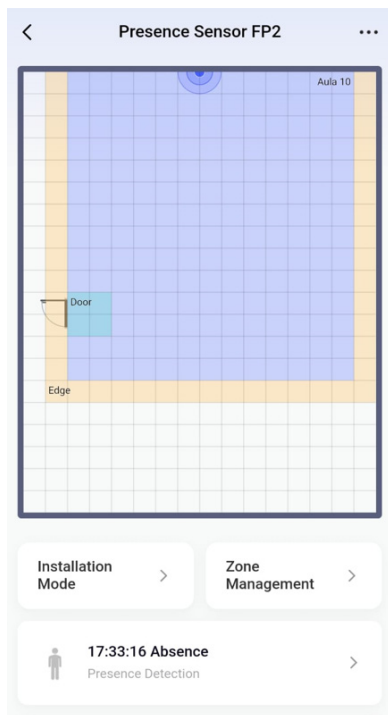 Presence Sensor FP2
Aula 10
Door
Edge
Installation
Mode
Zone
Management
17:33:16 Absence
Presence Detection